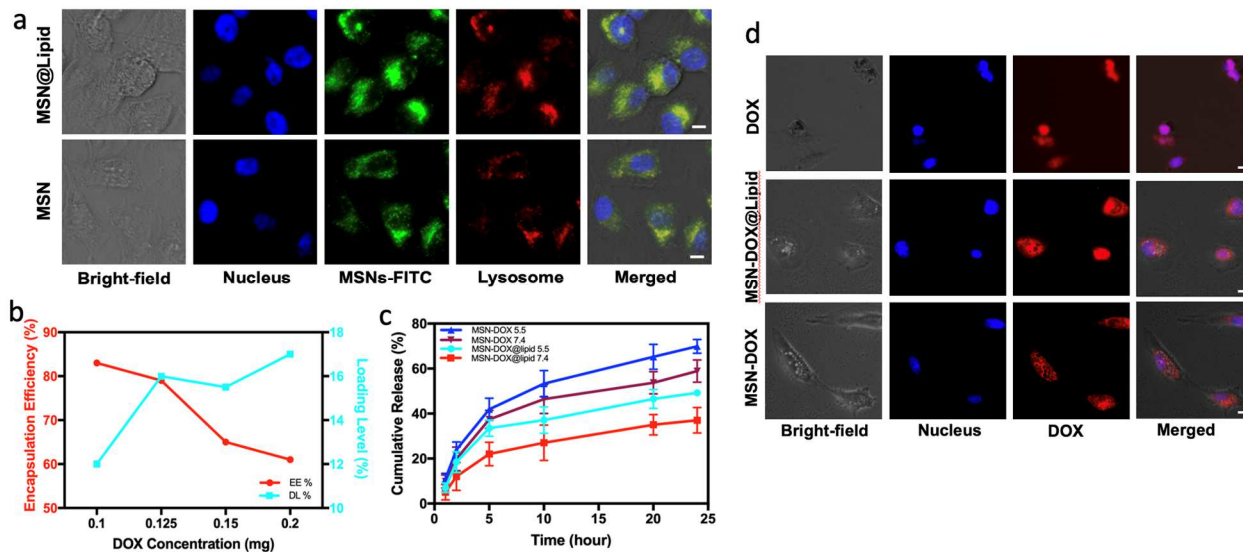 a
MSN@Lipid
MSN
Bright-field
Nucleus
MSNs-FITC
Lysosome
Merged
b
Encapsulation Efficiency (%)
90
80
70
60
50
Loading Level (%)
18
16
14
12
10
EE %
DL %
0.1
0.125
0.15
0.2
DOX Concentration (mg)
c
Cumulative Release (%)
80
60
40
20
0
MSN-DOX 5.5
MSN-DOX 7.4
MSN-DOX@lipid 5.5
MSN-DOX@lipid 7.4
0
5
10
15
20
25
Time (hour)
d
DOX
MSN-DOX@Lipid
MSN-DOX
Bright-field
Nucleus
DOX
Merged